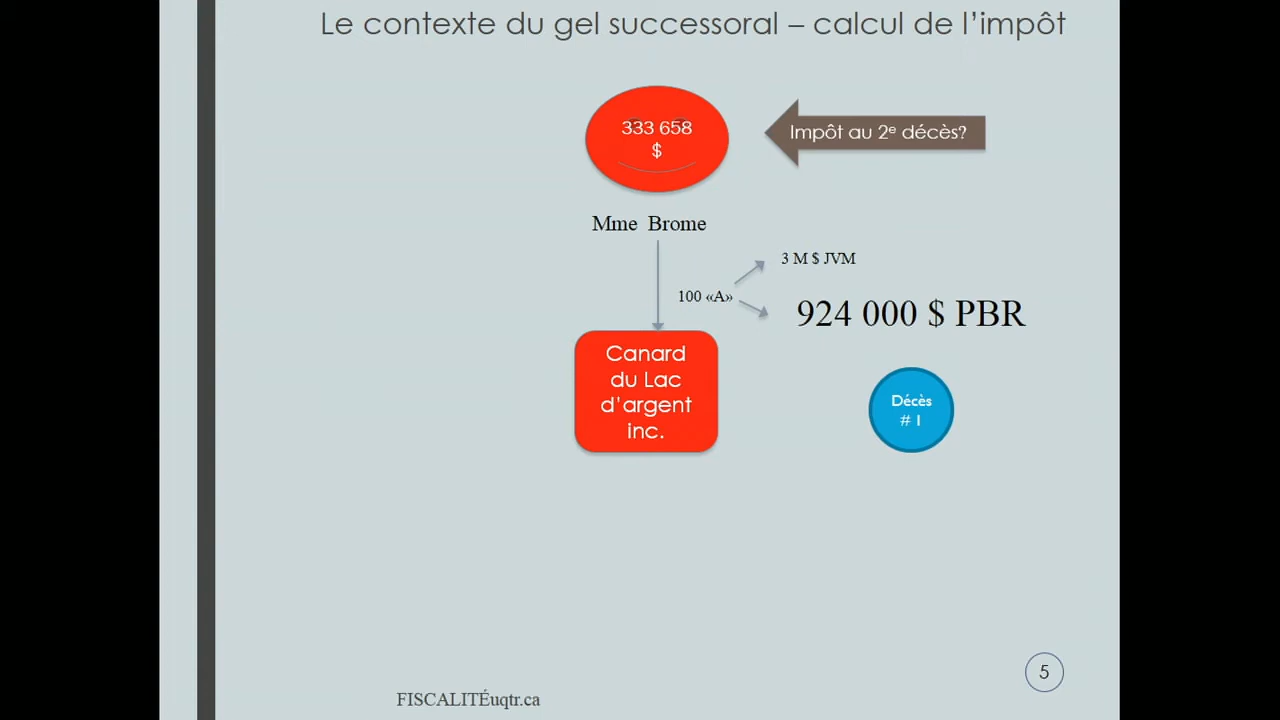 Le contexte du gel successoral – calcul de l'impôt
333 658
$
Impôt au 2e décès?
Mme Brome
3 M $ JVM
100 «A»
924 000 $ PBR
Canard
du Lac
d'argent
inc.
Décès
# 1
5
FISCALITÉuqtr.ca